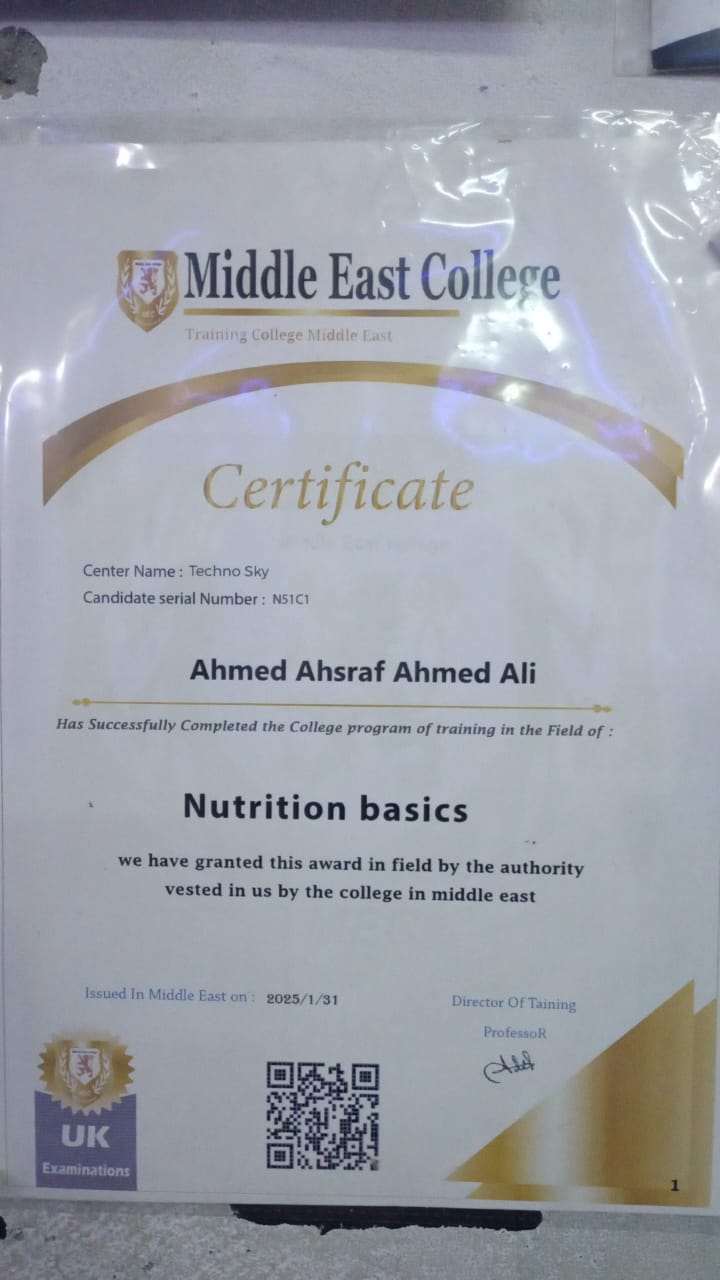 Middle East College
Training College Middle East
Certificate
Center Name : Techno Sky
Candidate serial Number : N51C1
Ahmed Ahsraf Ahmed Ali
Has Successfully Completed the College program of training in the Field of :
Nutrition basics
we have granted this award in field by the authority
vested in us by the college in middle east
Issued In Middle East on : 2025/1/31
Director Of Taining
ProfessoR
UK
Examinations
1